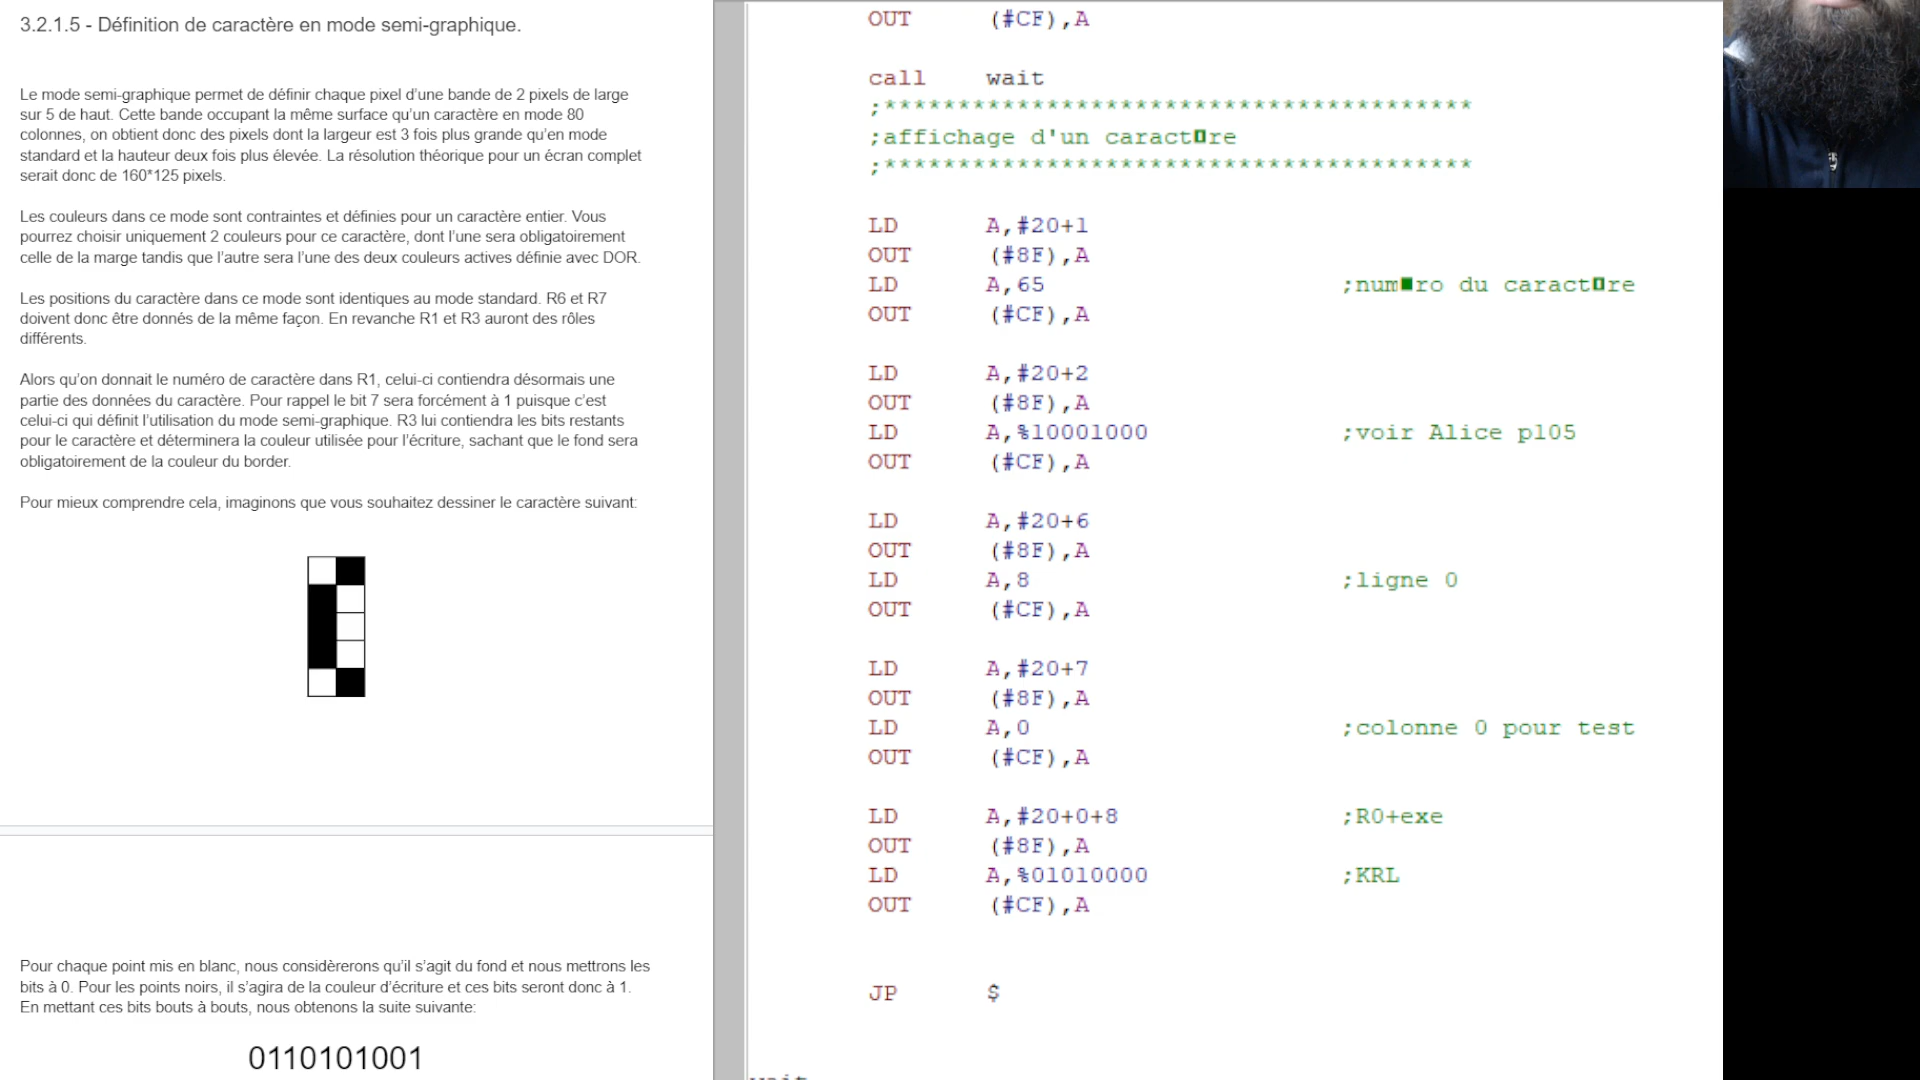 3.2.1.5 - Définition de caractère en mode semi-graphique.
Le mode semi-graphique permet de définir chaque pixel d'une bande de 2 pixels de large
sur 5 de haut. Cette bande occupant la même surface qu'un caractère en mode 80
colonnes, on obtient donc des pixels dont la largeur est 3 fois plus grande qu'en mode
standard et la hauteur deux fois plus élevée. La résolution théorique pour un écran complet
serait donc de 160*125 pixels.
Les couleurs dans ce mode sont contraintes et définies pour un caractère entier. Vous
pourrez choisir uniquement 2 couleurs pour ce caractère, dont l'une sera obligatoirement
celle de la marge tandis que l'autre sera l'une des deux couleurs actives définie avec DOR.
Les positions du caractère dans ce mode sont identiques au mode standard. R6 et R7
doivent donc être donnés de la même façon. En revanche R1 et R3 auront des rôles
différents.
Alors qu'on donnait le numéro de caractère dans R1, celui-ci contiendra désormais une
partie des données du caractère. Pour rappel le bit 7 sera forcément à 1 puisque c'est
celui-ci qui définit l'utilisation du mode semi-graphique. R3 lui contiendra les bits restants
pour le caractère et déterminera la couleur utilisée pour l'écriture, sachant que le fond sera
obligatoirement de la couleur du border.
Pour mieux comprendre cela, imaginons que vous souhaitez dessiner le caractère suivant:
Pour chaque point mis en blanc, nous considèrerons qu'il s'agit du fond et nous mettrons les
bits à 0. Pour les points noirs, il s'agira de la couleur d'écriture et ces bits seront donc à 1.
En mettant ces bits bouts à bouts, nous obtenons la suite suivante:
0110101001
OUT (#CF),A
call wait
;****************************************
;affichage d'un caract▯re
;****************************************
LD A,#20+1
OUT (#8F),A
LD A,65 ;num■ro du caract▯re
OUT (#CF),A
LD A,#20+2
OUT (#8F),A
LD A,%10001000 ;voir Alice p105
OUT (#CF),A
LD A,#20+6
OUT (#8F),A
LD A,8 ;ligne 0
OUT (#CF),A
LD A,#20+7
OUT (#8F),A
LD A,0 ;colonne 0 pour test
OUT (#CF),A
LD A,#20+0+8 ;R0+exe
OUT (#8F),A
LD A,%01010000 ;KRL
OUT (#CF),A
JP $